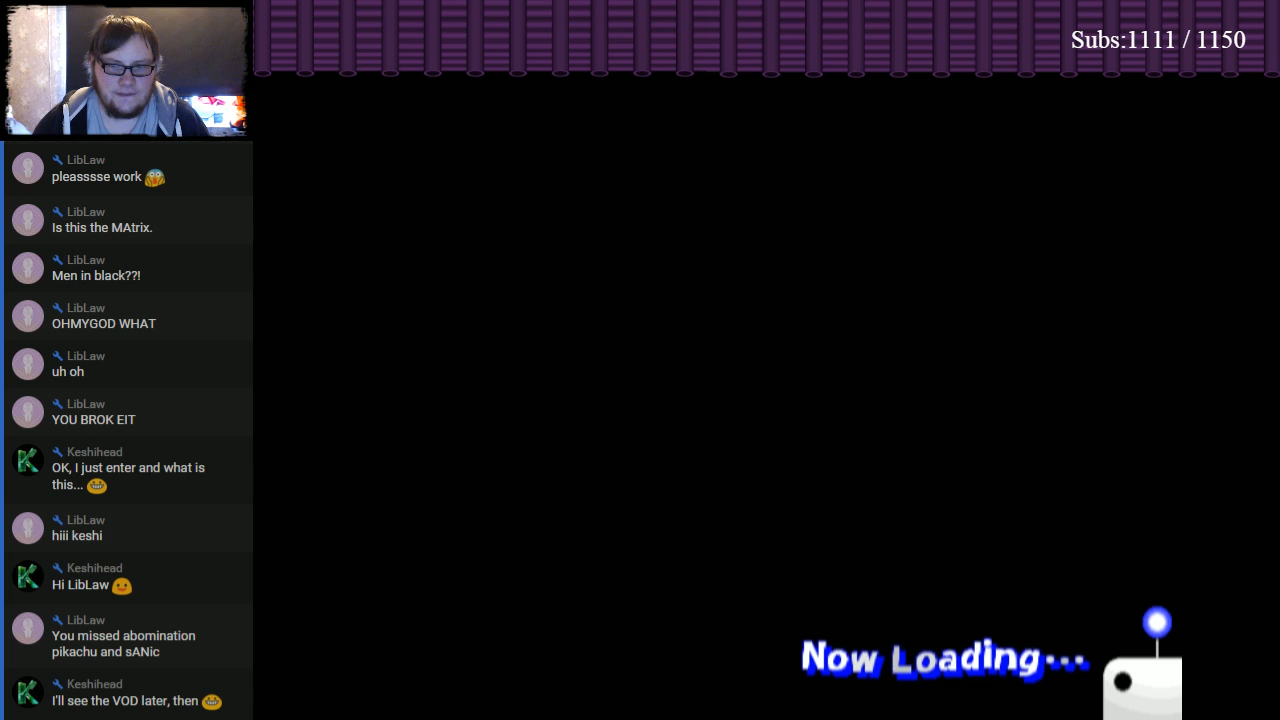 Subs:1111 / 1150
LibLaw
pleasssse work
LibLaw
Is this the MAtrix.
LibLaw
Men in black??!
LibLaw
OHMYGOD WHAT
LibLaw
uh oh
LibLaw
YOU BROK EIT
Keshihead
OK, I just enter and what is
this...
LibLaw
hiii keshi
Keshihead
Hi LibLaw
LibLaw
You missed abomination
pikachu and sANic
Keshihead
I'll see the VOD later, then
Now Loading...